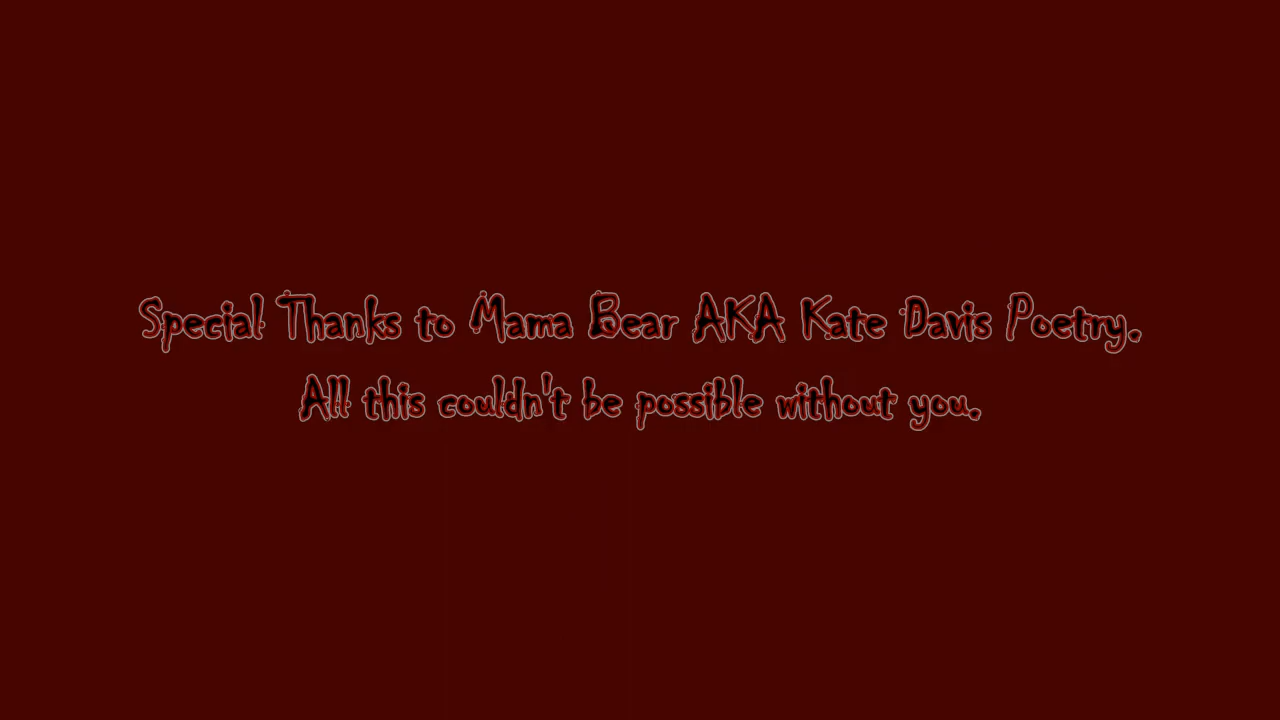 Special Thanks to Mama Bear AKA Kate Davis Poetry.
All this couldn't be possible without you.